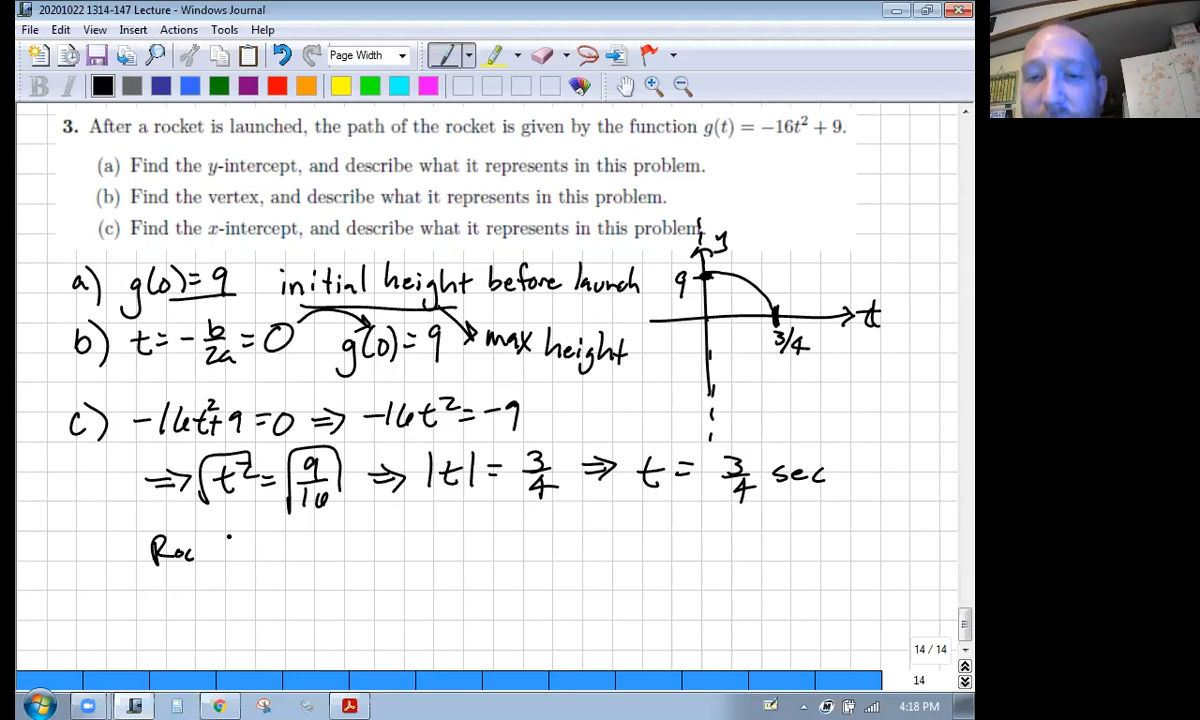 20201022 1314-147 Lecture - Windows Journal
File Edit View Insert Actions Tools Help
Page Width
B I
3. After a rocket is launched, the path of the rocket is given by the function g(t) = −16t² + 9.
(a) Find the y-intercept, and describe what it represents in this problem.
(b) Find the vertex, and describe what it represents in this problem.
(c) Find the x-intercept, and describe what it represents in this problem.
y
9
t
3/4
a) g(0) = 9 initial height before launch
b) t = - b/2a = 0 g(0) = 9 max height
c) -16t²+9 = 0 ⇒ -16t² = -9
⇒ √t² = √9/16 ⇒ |t| = 3/4 ⇒ t = 3/4 sec
Roc
14 / 14
14
4:18 PM